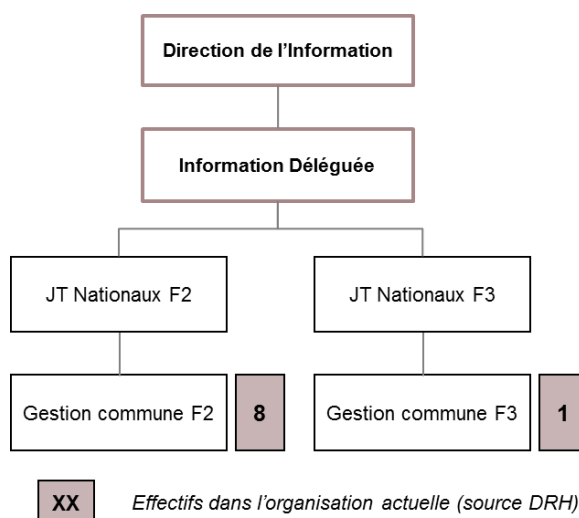 Direction de l'Information
Information Déléguée
JT Nationaux F2
JT Nationaux F3
Gestion commune F2
8
Gestion commune F3
1
XX
Effectifs dans l'organisation actuelle (source DRH)